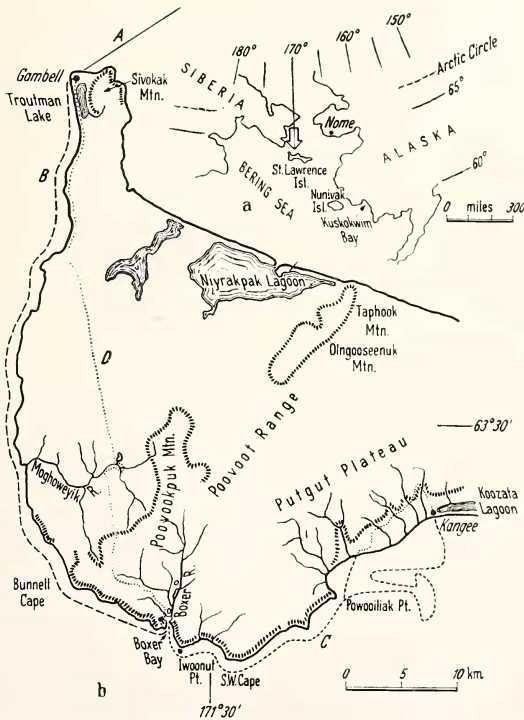 A
Gambell
Sivokak
Mtn.
Troutman
Lake
B
180°
170°
160°
150°
Arctic Circle
65°
SIBERIA
Nome
ALASKA
60°
St. Lawrence
Isl.
BERING SEA
Nunivak
Isl.
Kuskokwim
Bay
a
0 miles 300
Niyrakpak Lagoon
Taphook
Mtn.
Oingooseenuk
Mtn.
D
Poovoot Range
63°30'
Poovookpuk Mtn.
Moghoweyik R.
Putgut Plateau
Koozata
Lagoon
Kangee
Bunnell
Cape
Boxer R.
Powooiliak Pt.
Boxer
Bay
Iwoonut
Pt.
S.W. Cape
C
b
171°30'
0 5 10 km.